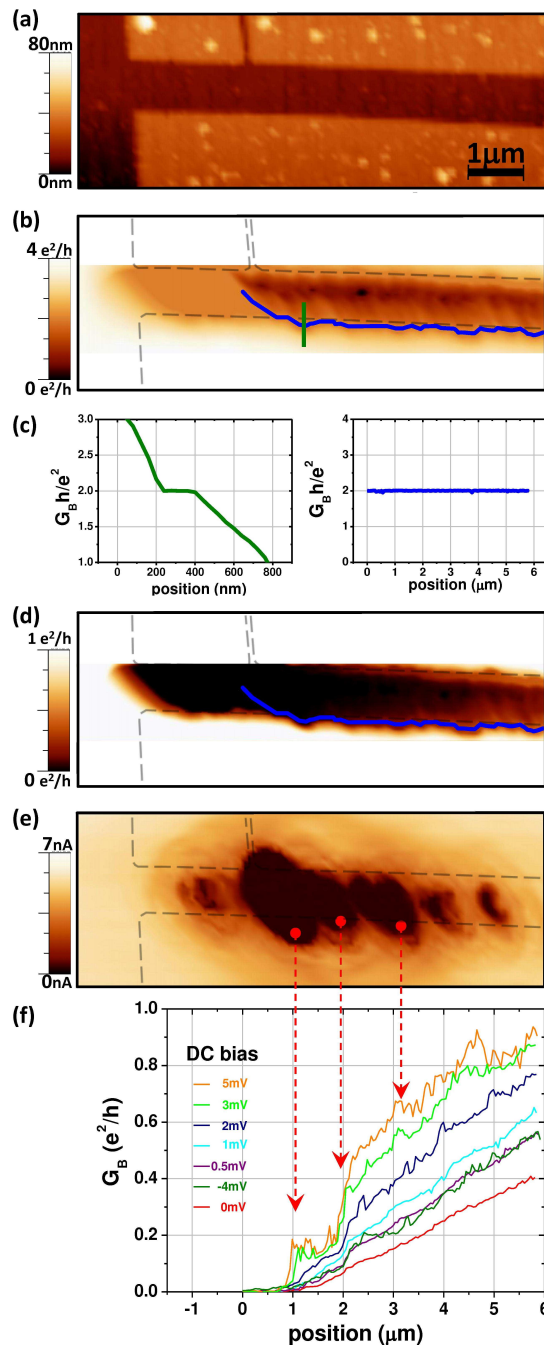 (a)
80nm
0nm
1μm
(b)
4 e²/h
0 e²/h
(c)
3.0
2.5
2.0
1.5
1.0
G_B h/e²
0 200 400 600 800
position (nm)
4
3
2
1
0
G_B h/e²
0 1 2 3 4 5 6
position (μm)
(d)
1 e²/h
0 e²/h
(e)
7nA
0nA
(f)
1.0
0.8
0.6
0.4
0.2
0.0
G_B (e²/h)
DC bias
5mV
3mV
2mV
1mV
0.5mV
-4mV
0mV
-1 0 1 2 3 4 5 6
position (μm)